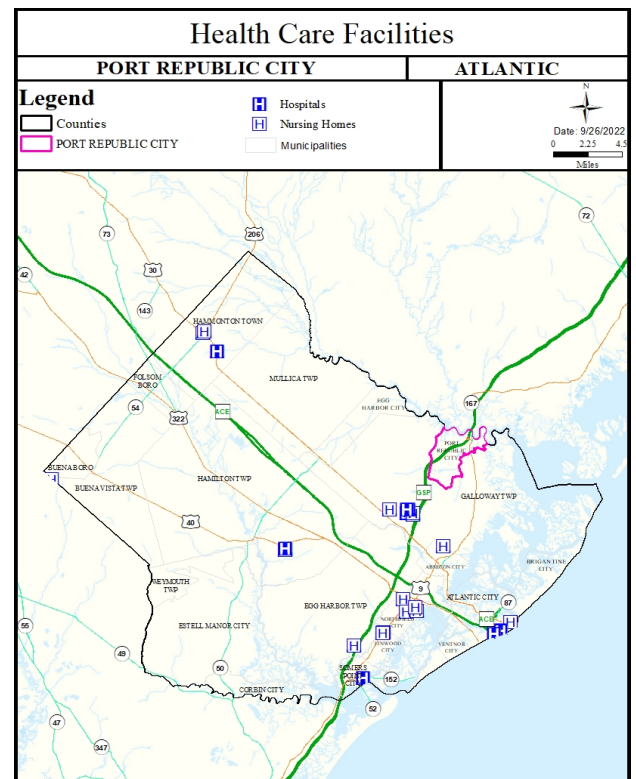 Health Care Facilities
PORT REPUBLIC CITY
ATLANTIC
Legend
Counties
PORT REPUBLIC CITY
H Hospitals
H Nursing Homes
Municipalities
N
Date: 9/26/2022
0 2.25 4.5
Miles
72
73
206
42
30
143
HAMMONTON TOWN
H
H
FOLSOM
BORO
MULLICA TWP
54
ACE
322
EGG
HARBOR CITY
167
PORT
REPUBLIC
CITY
BUENA BORO
H
BUENA VISTA TWP
HAMILTON TWP
GSP
GALLOWAY TWP
40
H
H
H
H
H
ABSECON CITY
BRIGANTINE
CITY
WEYMOUTH
TWP
9
ATLANTIC CITY
87
EGG HARBOR TWP
H
H
H
ESTELL MANOR CITY
NORTHFIELD
CITY
ACB
H
H
H
55
H
LINWOOD
CITY
VENTNOR
CITY
49
H
50
SOMERS
POINT
CITY
H
152
CORBIN CITY
52
47
347